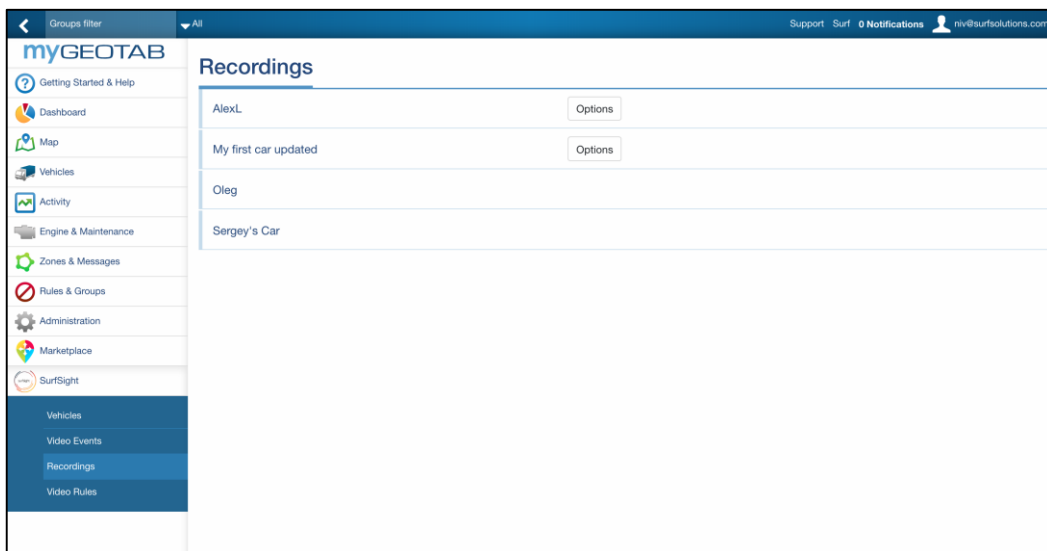 Groups filter
All
Support Surf 0 Notifications niv@surfsolutions.com
myGEOTAB
Getting Started & Help
Dashboard
Map
Vehicles
Activity
Engine & Maintenance
Zones & Messages
Rules & Groups
Administration
Marketplace
SurfSight
Vehicles
Video Events
Recordings
Video Rules
Recordings
AlexL Options
My first car updated Options
Oleg
Sergey's Car